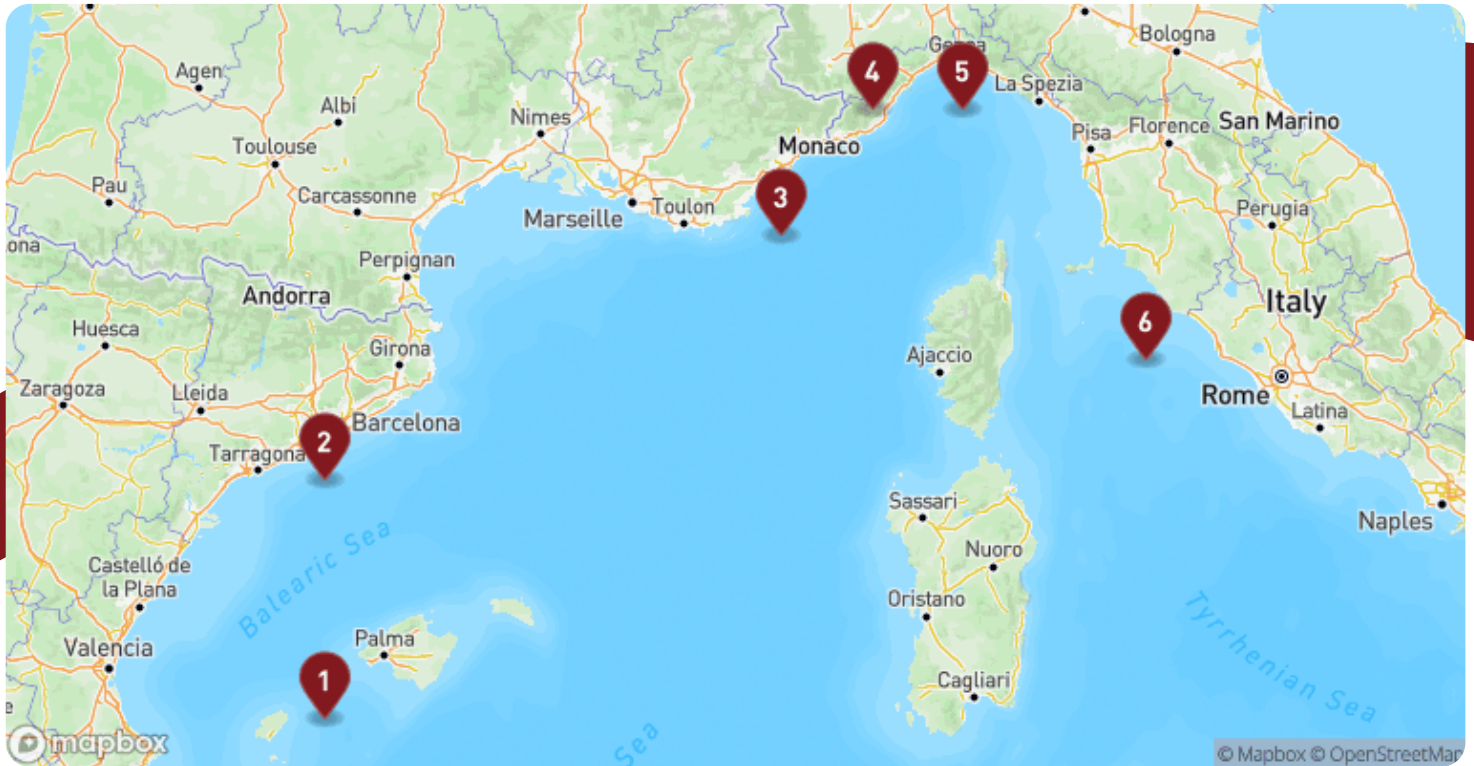 Bologna
Genoa
4
5
Agen
La Spezia
Albi
Nimes
San Marino
Pisa
Florence
Toulouse
Monaco
Pau
Carcassonne
3
Toulon
Marseille
Perugia
ona
Perpignan
Andorra
Italy
6
Huesca
Girona
Ajaccio
Zaragoza
Lleida
Rome
Latina
Barcelona
2
Tarragona
Sassari
Naples
Balearic Sea
Nuoro
Castelló de
la Plana
Oristano
Tyrrhenian Sea
Palma
Valencia
1
Cagliari
e
Sea
mapbox
© Mapbox © OpenStreetMap